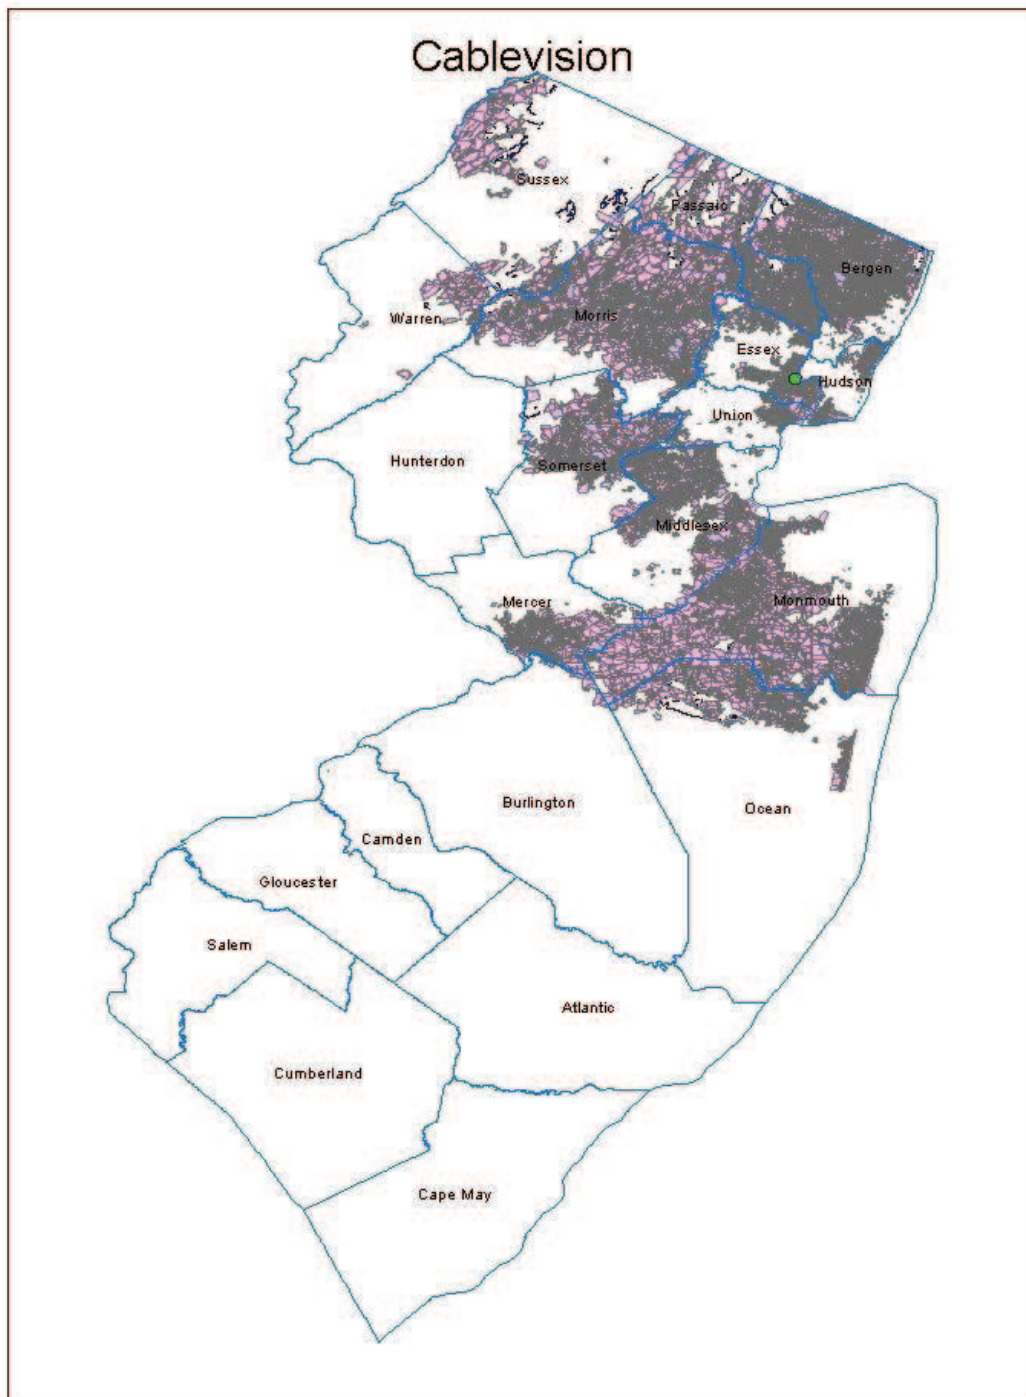 Cablevision
Sussex
Passaic
Bergen
Warren
Morris
Essex
Hudson
Union
Hunterdon
Somerset
Middlesex
Mercer
Monmouth
Burlington
Ocean
Camden
Gloucester
Salem
Atlantic
Cumberland
Cape May